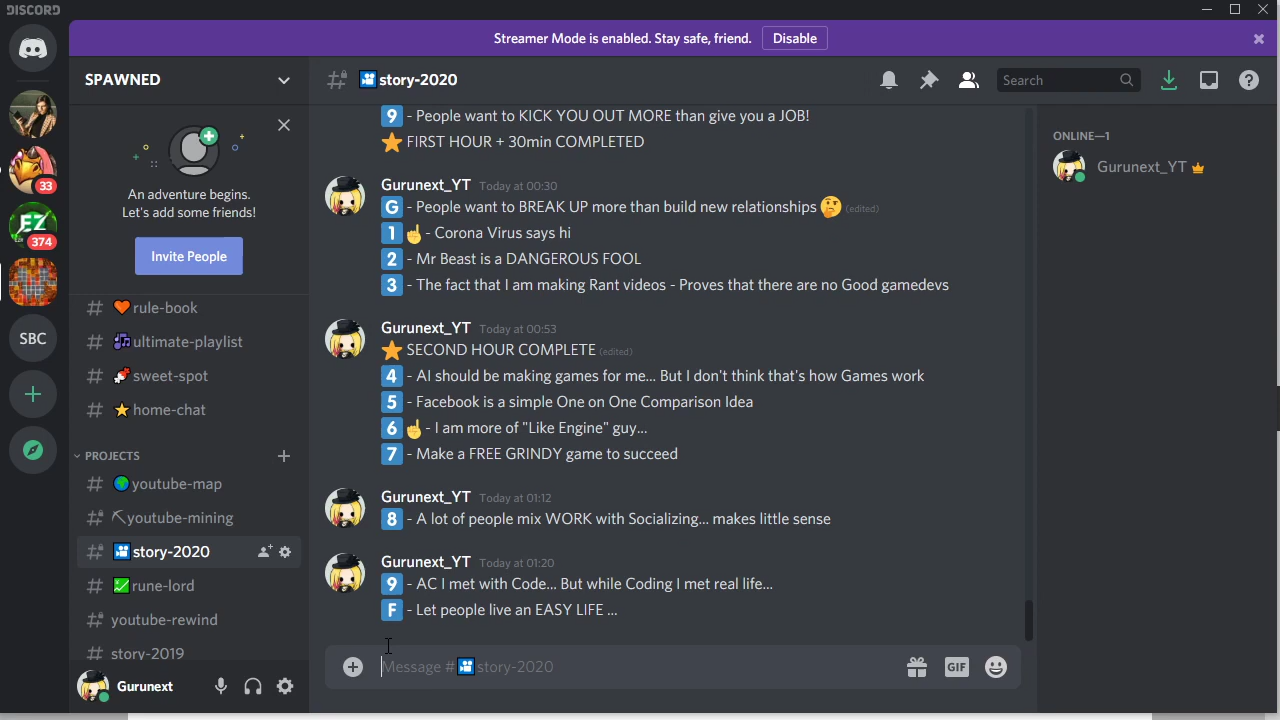 DISCORD
Streamer Mode is enabled. Stay safe, friend. Disable
SPAWNED
story-2020
Search
An adventure begins.
Let's add some friends!
Invite People
33
EZ
374
SBC
rule-book
ultimate-playlist
sweet-spot
home-chat
PROJECTS
youtube-map
youtube-mining
story-2020
rune-lord
youtube-rewind
story-2019
Gurunext
9 - People want to KICK YOU OUT MORE than give you a JOB!
FIRST HOUR + 30min COMPLETED
Gurunext_YT Today at 00:30
G - People want to BREAK UP more than build new relationships (edited)
1 - Corona Virus says hi
2 - Mr Beast is a DANGEROUS FOOL
3 - The fact that I am making Rant videos - Proves that there are no Good gamedevs
Gurunext_YT Today at 00:53
SECOND HOUR COMPLETE (edited)
4 - AI should be making games for me... But I don't think that's how Games work
5 - Facebook is a simple One on One Comparison Idea
6 - I am more of "Like Engine" guy...
7 - Make a FREE GRINDY game to succeed
Gurunext_YT Today at 01:12
8 - A lot of people mix WORK with Socializing... makes little sense
Gurunext_YT Today at 01:20
9 - AC I met with Code... But while Coding I met real life...
F - Let people live an EASY LIFE ...
Message # story-2020
GIF
ONLINE—1
Gurunext_YT